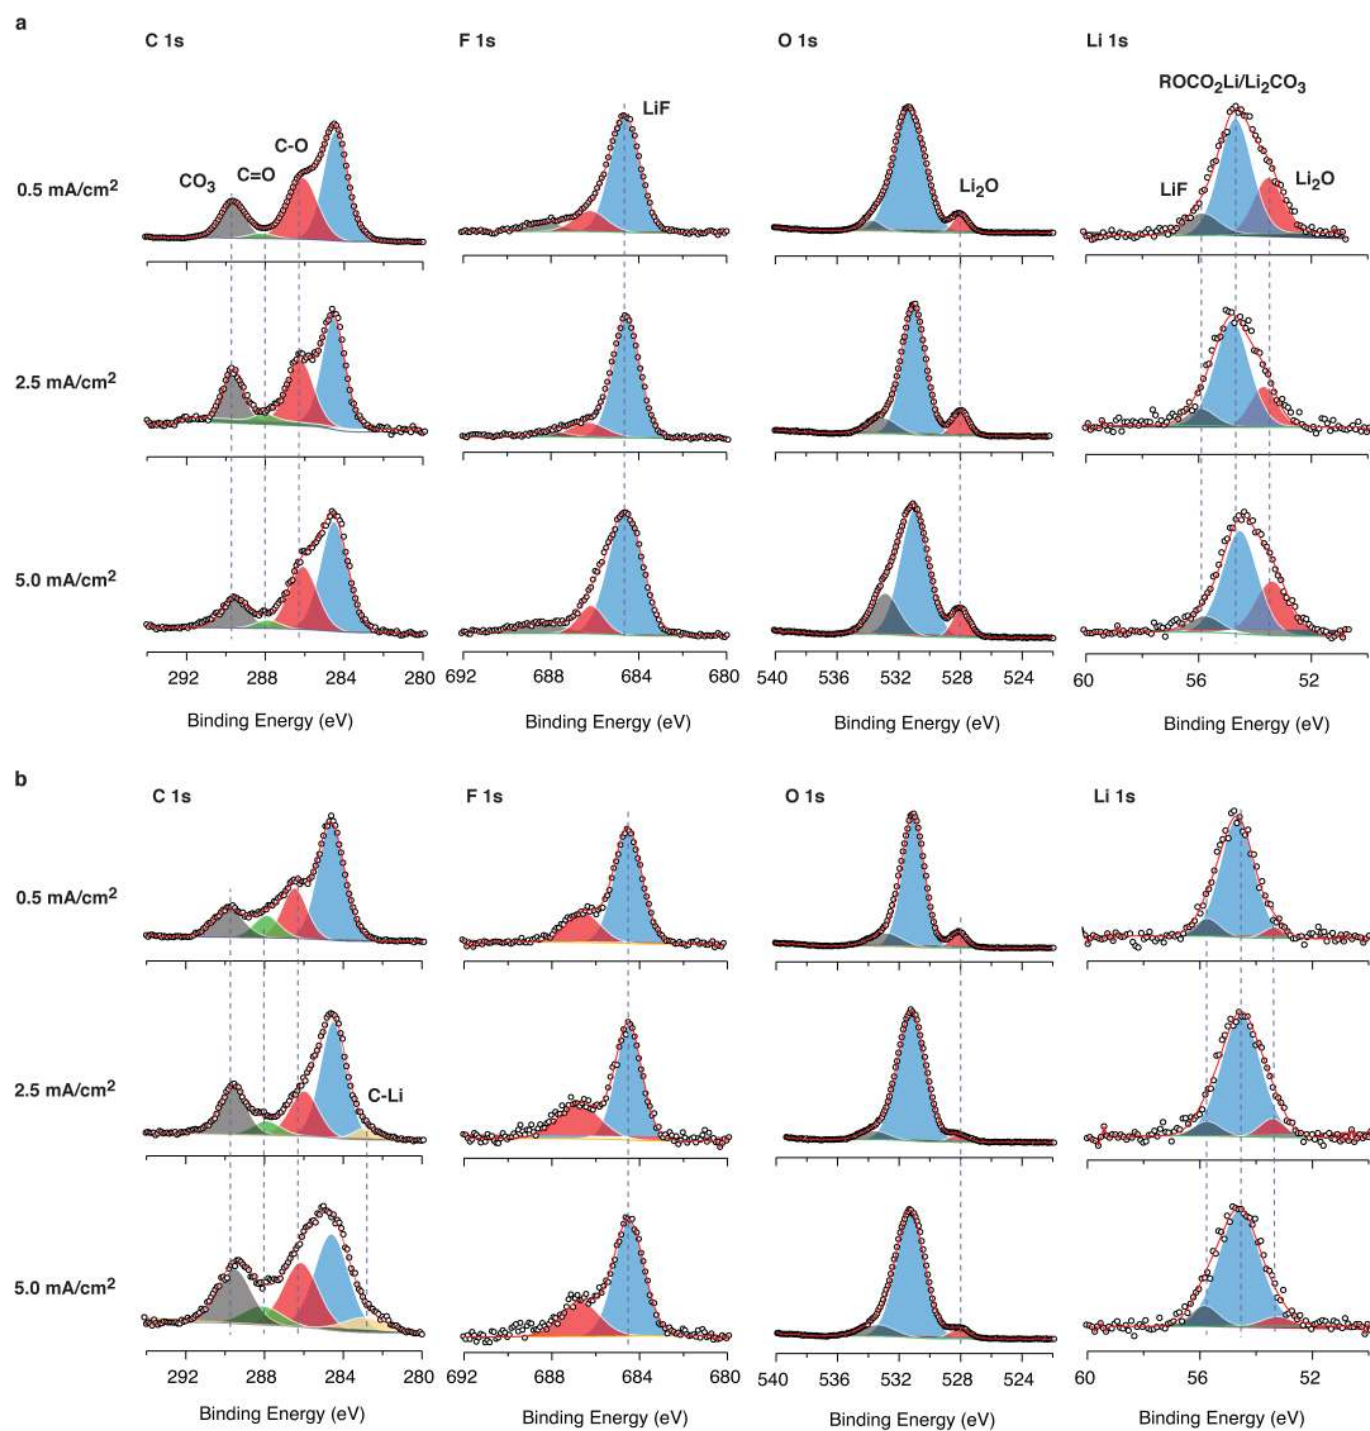 a
C 1s F 1s O 1s Li 1s
ROCO2Li/Li2CO3
LiF
C-O
CO3 C=O Li2O LiF Li2O
0.5 mA/cm2
2.5 mA/cm2
5.0 mA/cm2
292 288 284 280 692 688 684 680 540 536 532 528 524 60 56 52
Binding Energy (eV) Binding Energy (eV) Binding Energy (eV) Binding Energy (eV)
b
C 1s F 1s O 1s Li 1s
0.5 mA/cm2
2.5 mA/cm2
C-Li
5.0 mA/cm2
292 288 284 280 692 688 684 680 540 536 532 528 524 60 56 52
Binding Energy (eV) Binding Energy (eV) Binding Energy (eV) Binding Energy (eV)